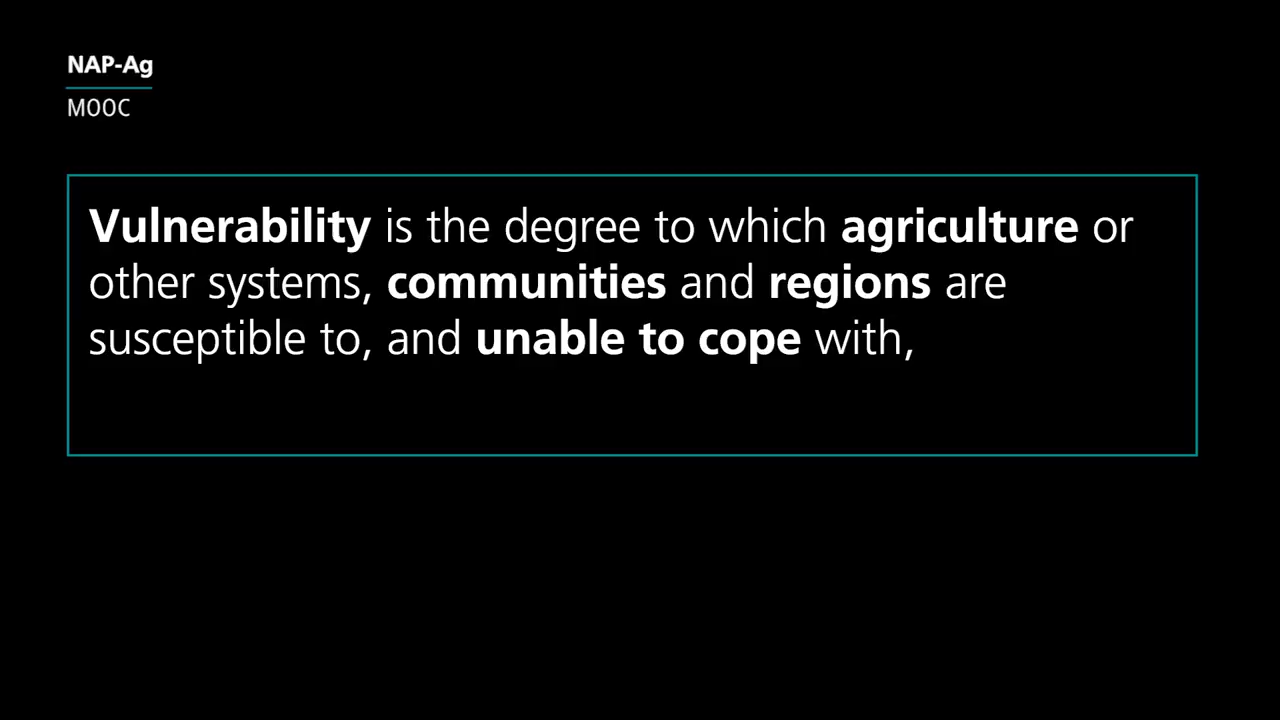 NAP-Ag
MOOC
Vulnerability is the degree to which agriculture or
other systems, communities and regions are
susceptible to, and unable to cope with,